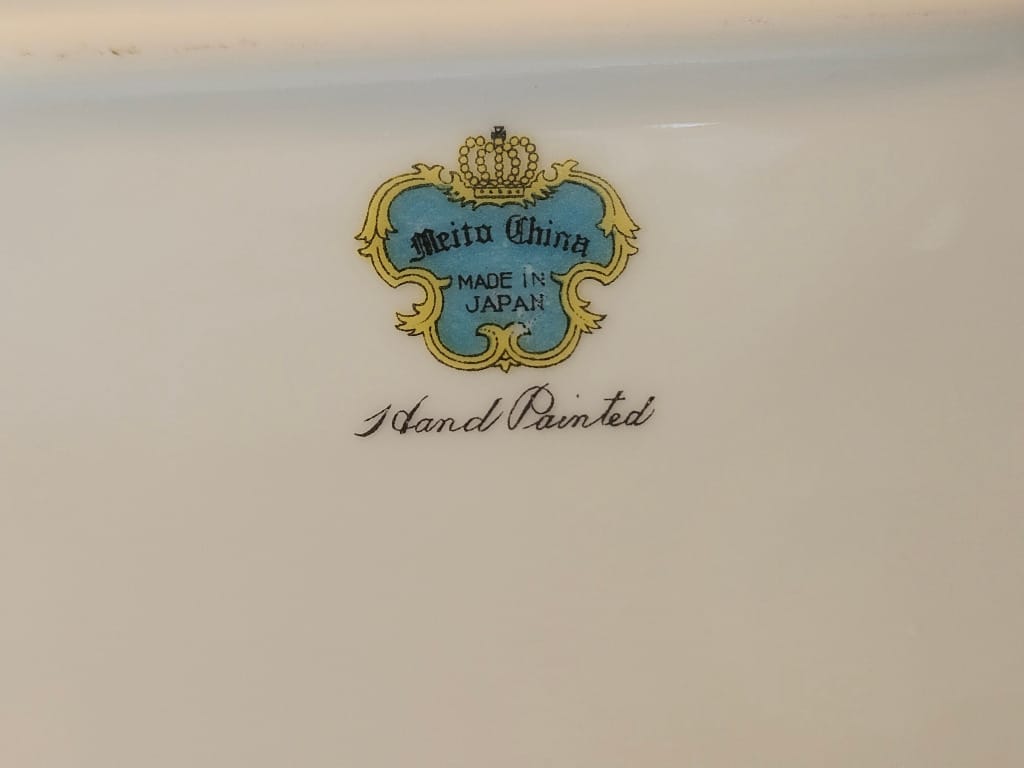 Meito China
MADE IN
JAPAN
Hand Painted